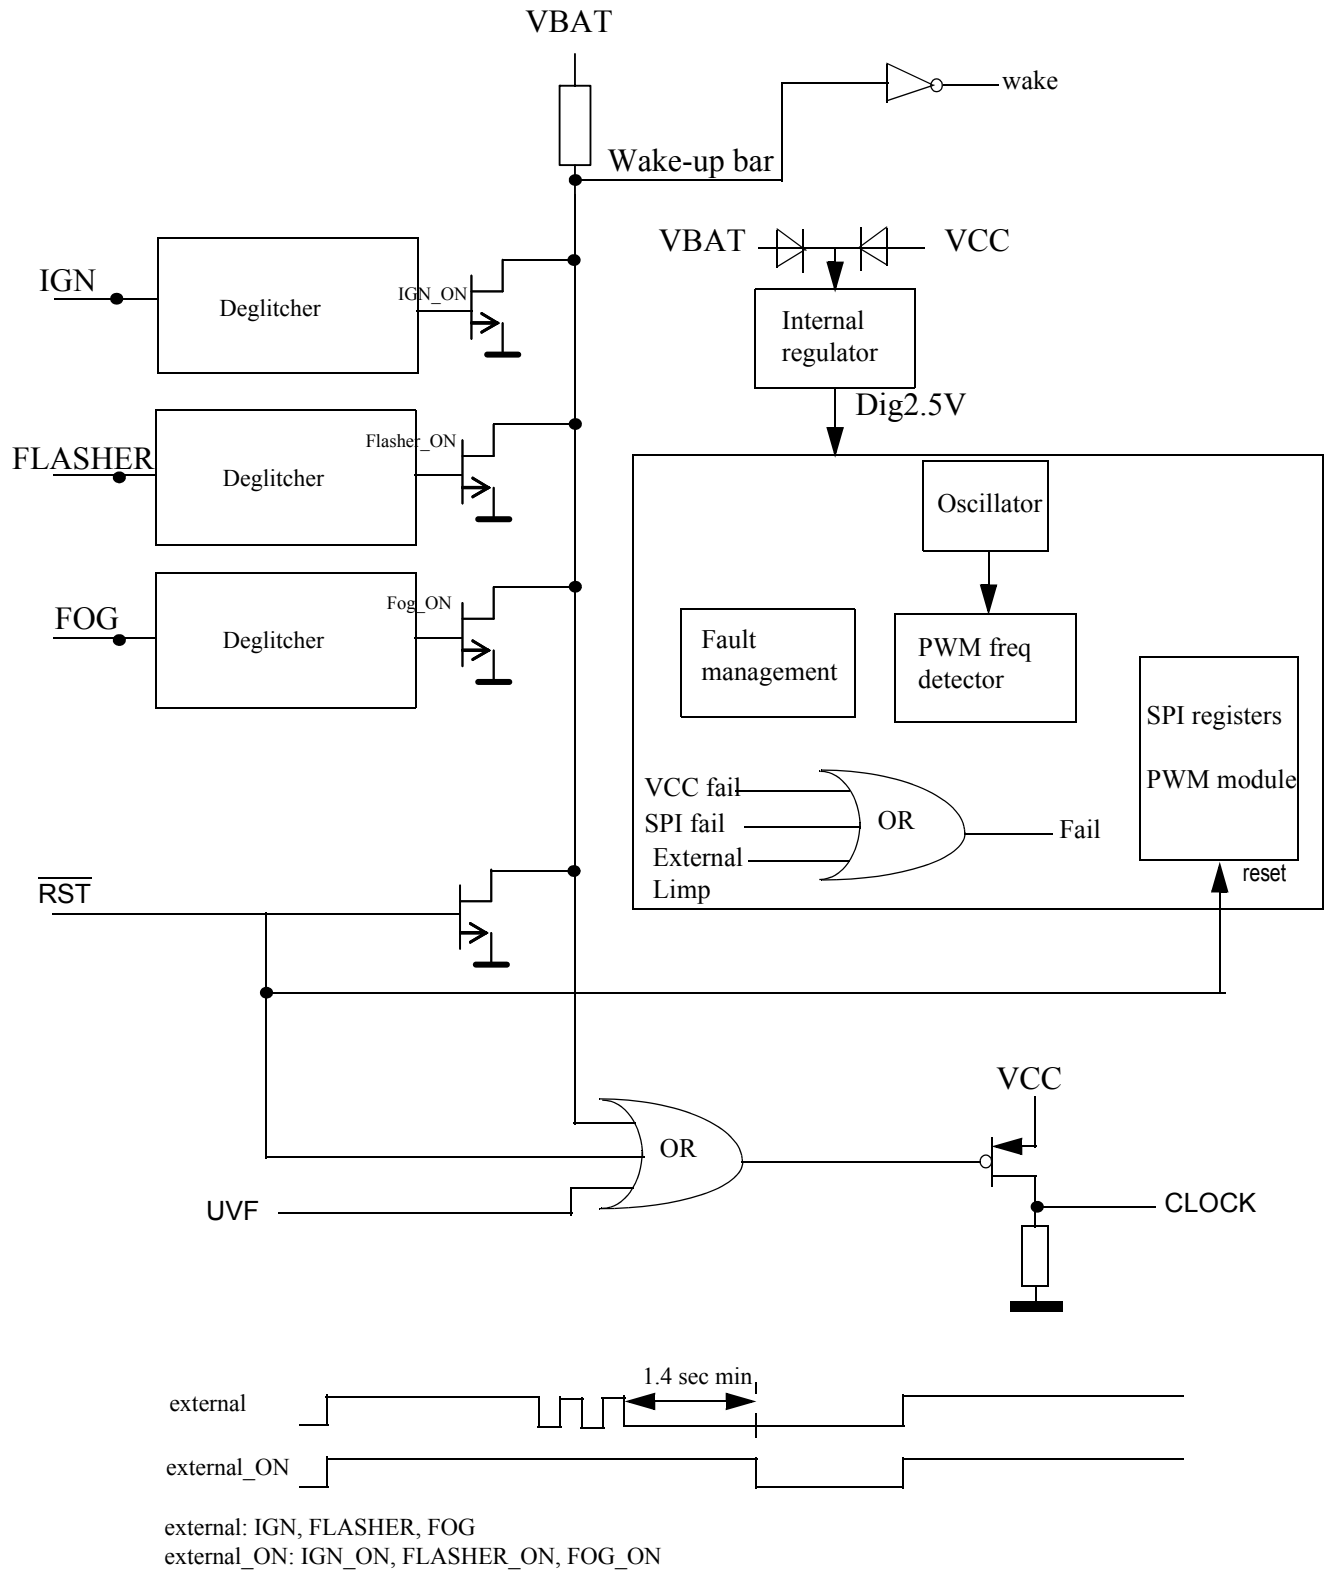 VBAT
wake
Wake-up bar
VBAT
VCC
IGN
Deglitcher
IGN_ON
Internal
regulator
Dig2.5V
FLASHER
Deglitcher
Flasher_ON
Oscillator
FOG
Deglitcher
Fog_ON
Fault
management
PWM freq
detector
SPI registers
PWM module
VCC fail
SPI fail
External
Limp
OR
Fail
reset
RST
VCC
OR
UVF
CLOCK
1.4 sec min
external
external_ON
external: IGN, FLASHER, FOG
external_ON: IGN_ON, FLASHER_ON, FOG_ON